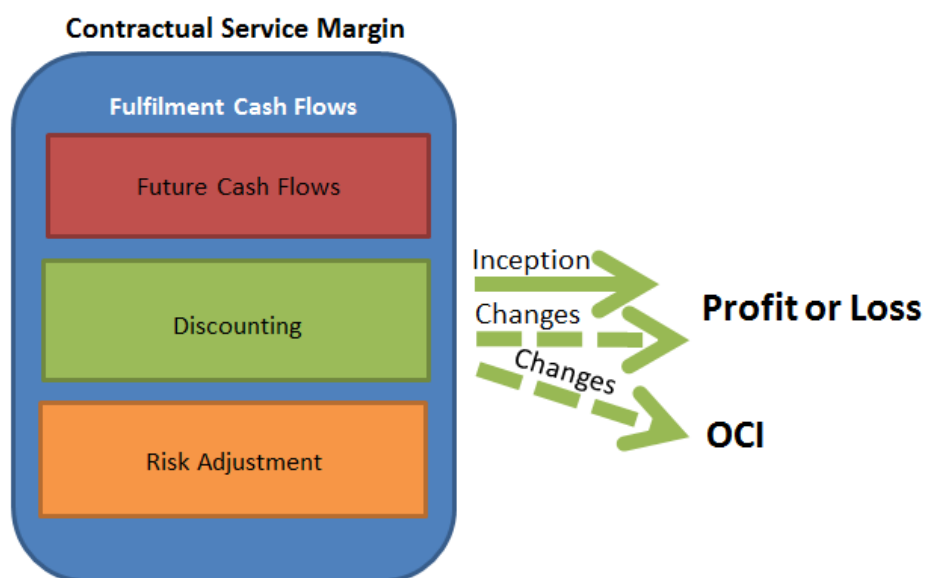 Contractual Service Margin
Fulfilment Cash Flows
Future Cash Flows
Discounting
Risk Adjustment
Inception
Changes
Changes
Profit or Loss
OCI